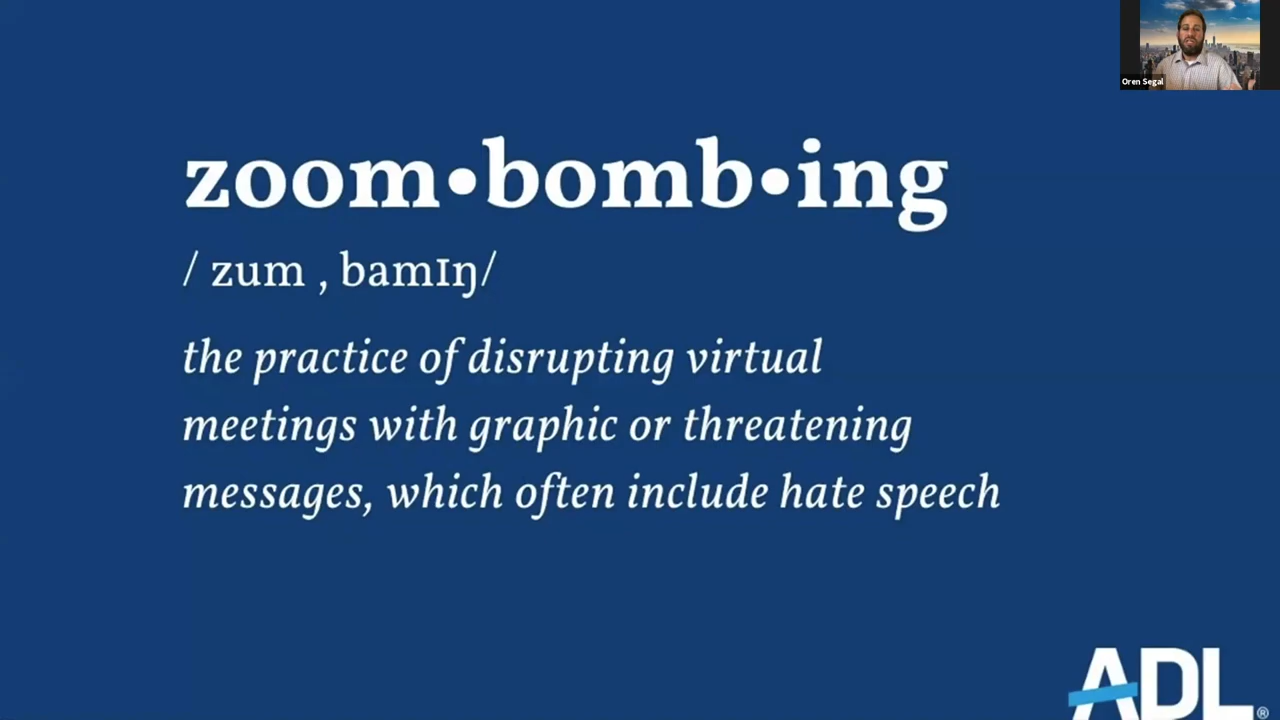 Oren Segal
zoom•bomb•ing
/ zum , bamɪŋ/
the practice of disrupting virtual
meetings with graphic or threatening
messages, which often include hate speech
ADL®